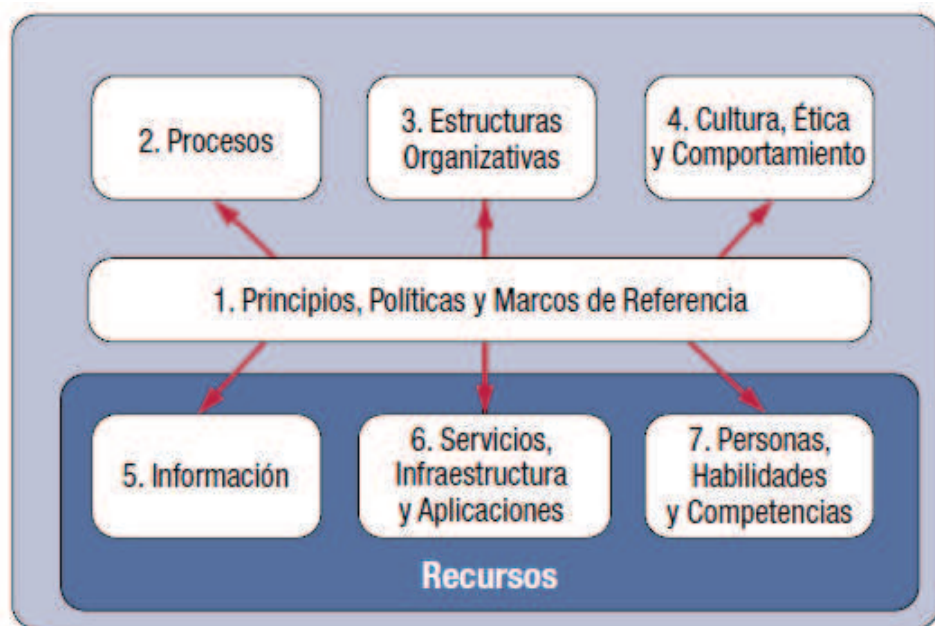 2. Procesos
3. Estructuras
Organizativas
4. Cultura, Ética
y Comportamiento
1. Principios, Políticas y Marcos de Referencia
5. Información
6. Servicios,
Infraestructura
y Aplicaciones
7. Personas,
Habilidades
y Competencias
Recursos